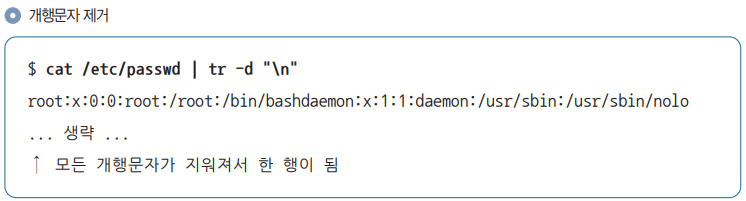 개행문자 제거
$ cat /etc/passwd | tr -d "\n"
root:x:0:0:root:/root:/bin/bashdaemon:x:1:1:daemon:/usr/sbin:/usr/sbin/nolo
... 생략 ...
↑ 모든 개행문자가 지워져서 한 행이 됨